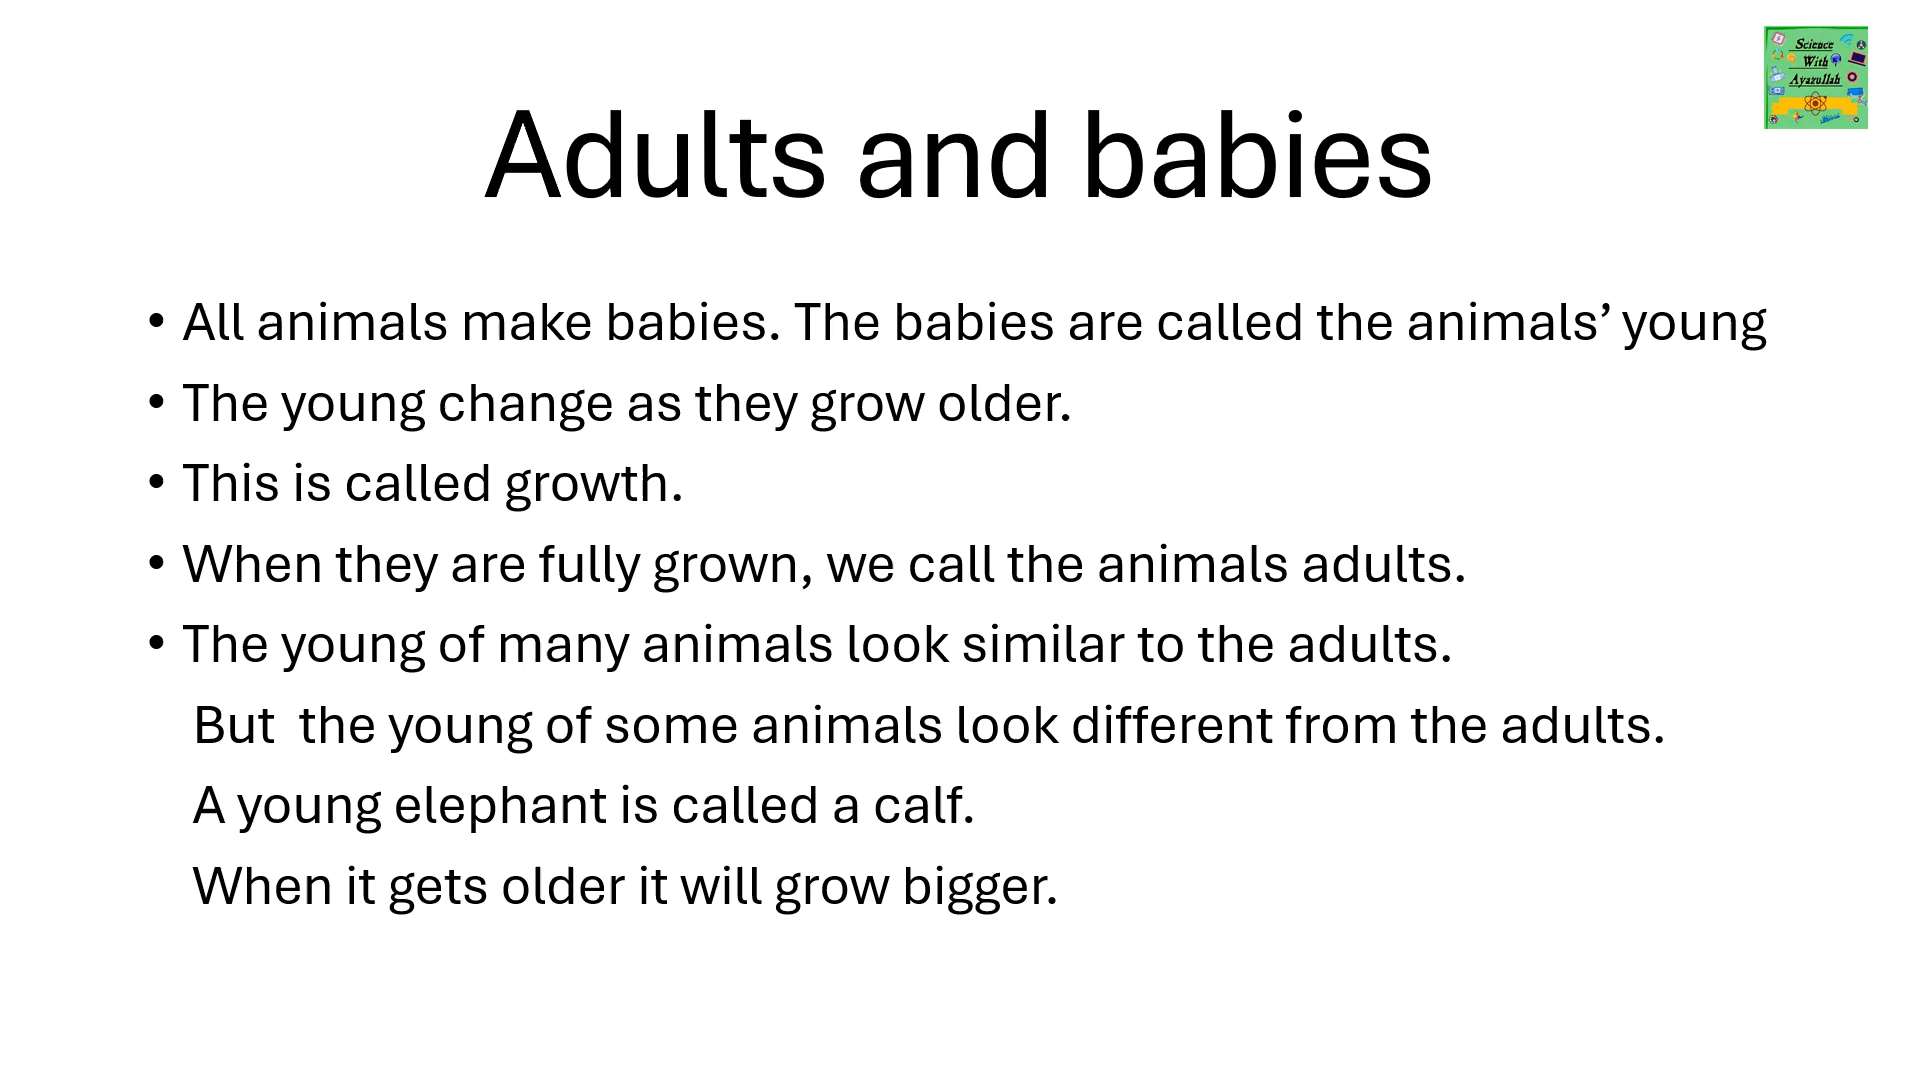 Science
With
Ayazullah
Adults and babies
• All animals make babies. The babies are called the animals’ young
• The young change as they grow older.
• This is called growth.
• When they are fully grown, we call the animals adults.
• The young of many animals look similar to the adults.
But  the young of some animals look different from the adults.
A young elephant is called a calf.
When it gets older it will grow bigger.